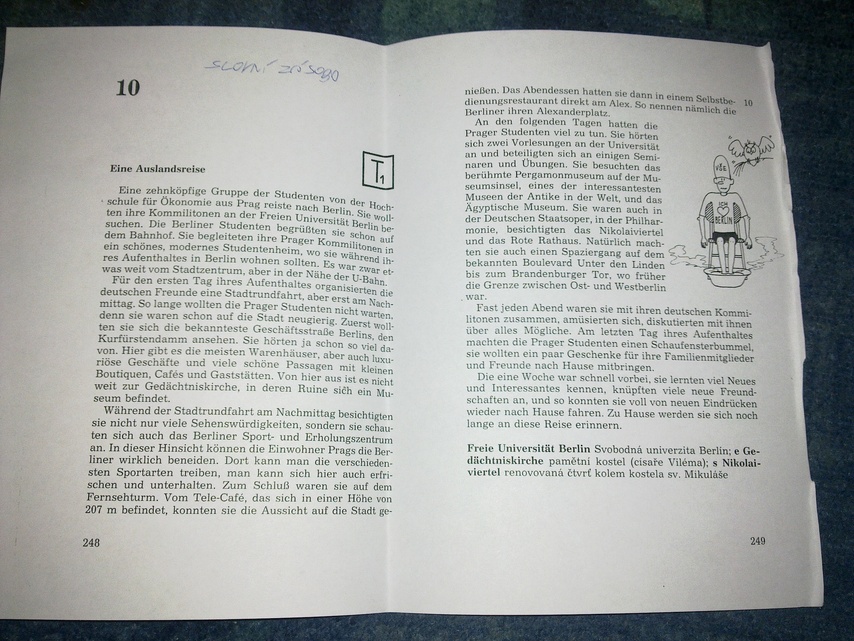 10
slovní zásoba
T1
Eine Auslandsreise
Eine zehnköpfige Gruppe der Studenten von der Hoch-
schule für Ökonomie aus Prag reiste nach Berlin. Sie woll-
ten ihre Kommilitonen an der Freien Universität Berlin be-
suchen. Die Berliner Studenten begrüßten sie schon auf
dem Bahnhof. Sie begleiteten ihre Prager Kommilitonen in
ein schönes, modernes Studentenheim, wo sie während ih-
res Aufenthaltes in Berlin wohnen sollten. Es war zwar et-
was weit vom Stadtzentrum, aber in der Nähe der U-Bahn.
Für den ersten Tag ihres Aufenthaltes organisierten die
deutschen Freunde eine Stadtrundfahrt, aber erst am Nach-
mittag. So lange wollten die Prager Studenten nicht warten,
denn sie waren schon auf die Stadt neugierig. Zuerst woll-
ten sie sich die bekannteste Geschäftsstraße Berlins, den
Kurfürstendamm ansehen. Sie hörten ja schon so viel da-
von. Hier gibt es die meisten Warenhäuser, aber auch luxu-
riöse Geschäfte und viele schöne Passagen mit kleinen
Boutiquen, Cafés und Gaststätten. Von hier aus ist es nicht
weit zur Gedächtniskirche, in deren Ruine sich ein Mu-
seum befindet.
Während der Stadtrundfahrt am Nachmittag besichtigten
sie nicht nur viele Sehenswürdigkeiten, sondern sie schau-
ten sich auch das Berliner Sport- und Erholungszentrum
an. In dieser Hinsicht können die Einwohner Prags die Ber-
liner wirklich beneiden. Dort kann man die verschieden-
sten Sportarten treiben, man kann sich hier auch erfri-
schen und unterhalten. Zum Schluß waren sie auf dem
Fernsehturm. Vom Tele-Café, das sich in einer Höhe von
207 m befindet, konnten sie die Aussicht auf die Stadt ge-
248
nießen. Das Abendessen hatten sie dann in einem Selbstbe- 10
dienungsrestaurant direkt am Alex. So nennen nämlich die
Berliner ihren Alexanderplatz.
An den folgenden Tagen hatten die
Prager Studenten viel zu tun. Sie hörten
sich zwei Vorlesungen an der Universität
an und beteiligten sich an einigen Semi-
naren und Übungen. Sie besuchten das
berühmte Pergamonmuseum auf der Mu-
seumsinsel, eines der interessantesten
Museen der Antike in der Welt, und das
Ägyptische Museum. Sie waren auch in
der Deutschen Staatsoper, in der Philhar-
monie, besichtigten das Nikolaiviertel
und das Rote Rathaus. Natürlich mach-
ten sie auch einen Spaziergang auf dem
bekannten Boulevard Unter den Linden
bis zum Brandenburger Tor, wo früher
die Grenze zwischen Ost- und Westberlin
war.
VŠE
ICH
BERLIN
Fast jeden Abend waren sie mit ihren deutschen Kommi-
litonen zusammen, amüsierten sich, diskutierten mit ihnen
über alles Mögliche. Am letzten Tag ihres Aufenthaltes
machten die Prager Studenten einen Schaufensterbummel,
sie wollten ein paar Geschenke für ihre Familienmitglieder
und Freunde nach Hause mitbringen.
Die eine Woche war schnell vorbei, sie lernten viel Neues
und Interessantes kennen, knüpften viele neue Freund-
schaften an, und so konnten sie voll von neuen Eindrücken
wieder nach Hause fahren. Zu Hause werden sie sich noch
lange an diese Reise erinnern.
Freie Universität Berlin Svobodná univerzita Berlin; e Ge-
dächtniskirche pamětní kostel (císaře Viléma); s Nikolai-
viertel renovovaná čtvrť kolem kostela sv. Mikuláše
249